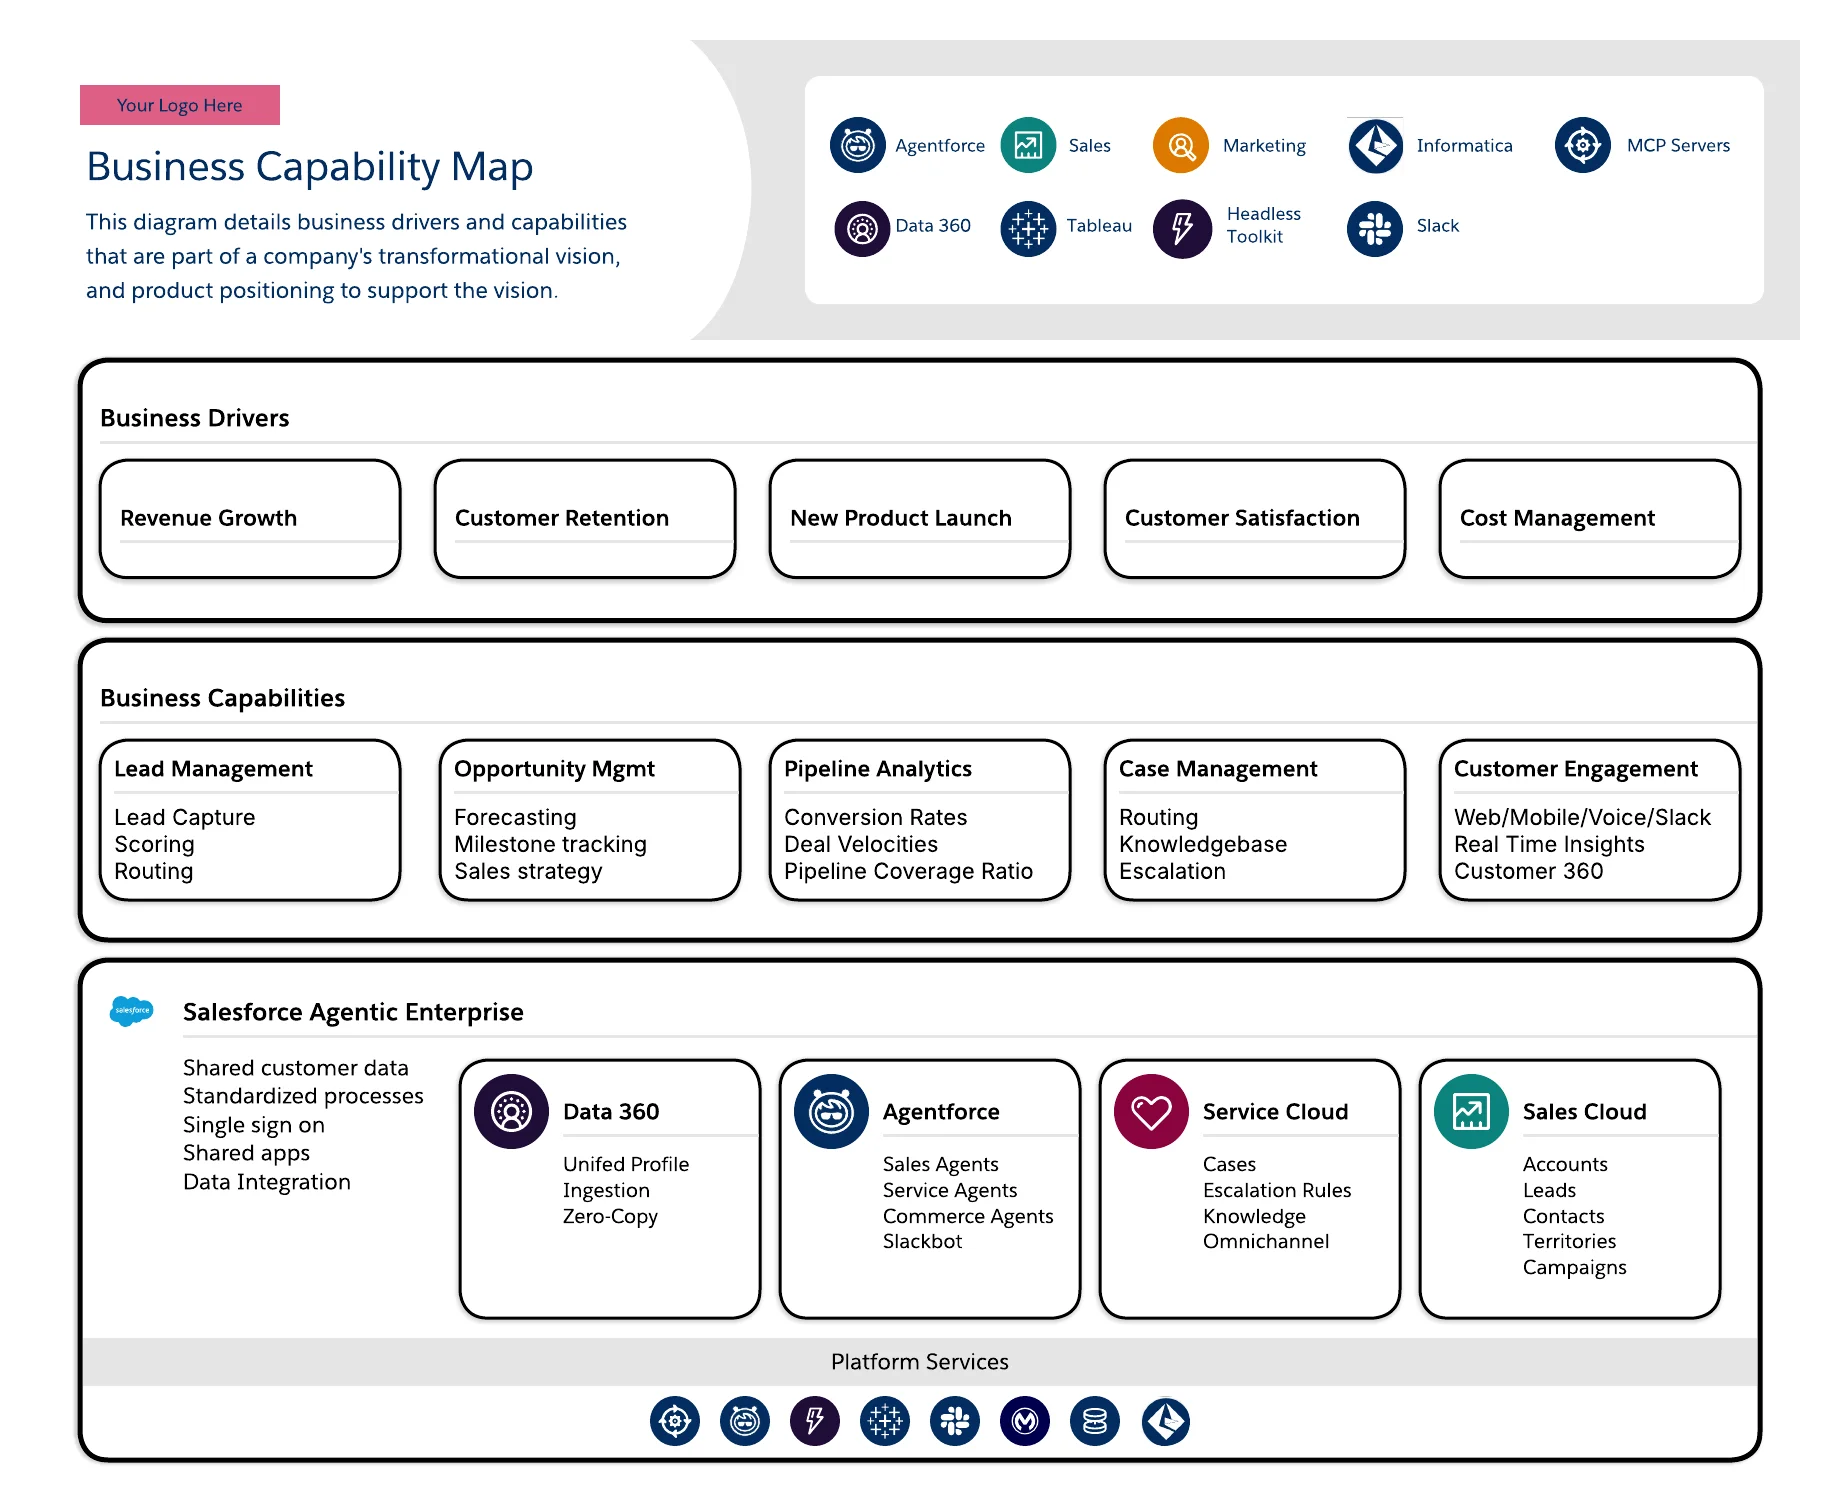 Your Logo Here
Business Capability Map
This diagram details business drivers and capabilities
that are part of a company's transformational vision,
and product positioning to support the vision.
Agentforce
Sales
Marketing
Informatica
MCP Servers
Data 360
Tableau
Headless
Toolkit
Slack
Business Drivers
Revenue Growth
Customer Retention
New Product Launch
Customer Satisfaction
Cost Management
Business Capabilities
Lead Management
Lead Capture
Scoring
Routing
Opportunity Mgmt
Forecasting
Milestone tracking
Sales strategy
Pipeline Analytics
Conversion Rates
Deal Velocities
Pipeline Coverage Ratio
Case Management
Routing
Knowledgebase
Escalation
Customer Engagement
Web/Mobile/Voice/Slack
Real Time Insights
Customer 360
salesforce
Salesforce Agentic Enterprise
Shared customer data
Standardized processes
Single sign on
Shared apps
Data Integration
Data 360
Unifed Profile
Ingestion
Zero-Copy
Agentforce
Sales Agents
Service Agents
Commerce Agents
Slackbot
Service Cloud
Cases
Escalation Rules
Knowledge
Omnichannel
Sales Cloud
Accounts
Leads
Contacts
Territories
Campaigns
Platform Services